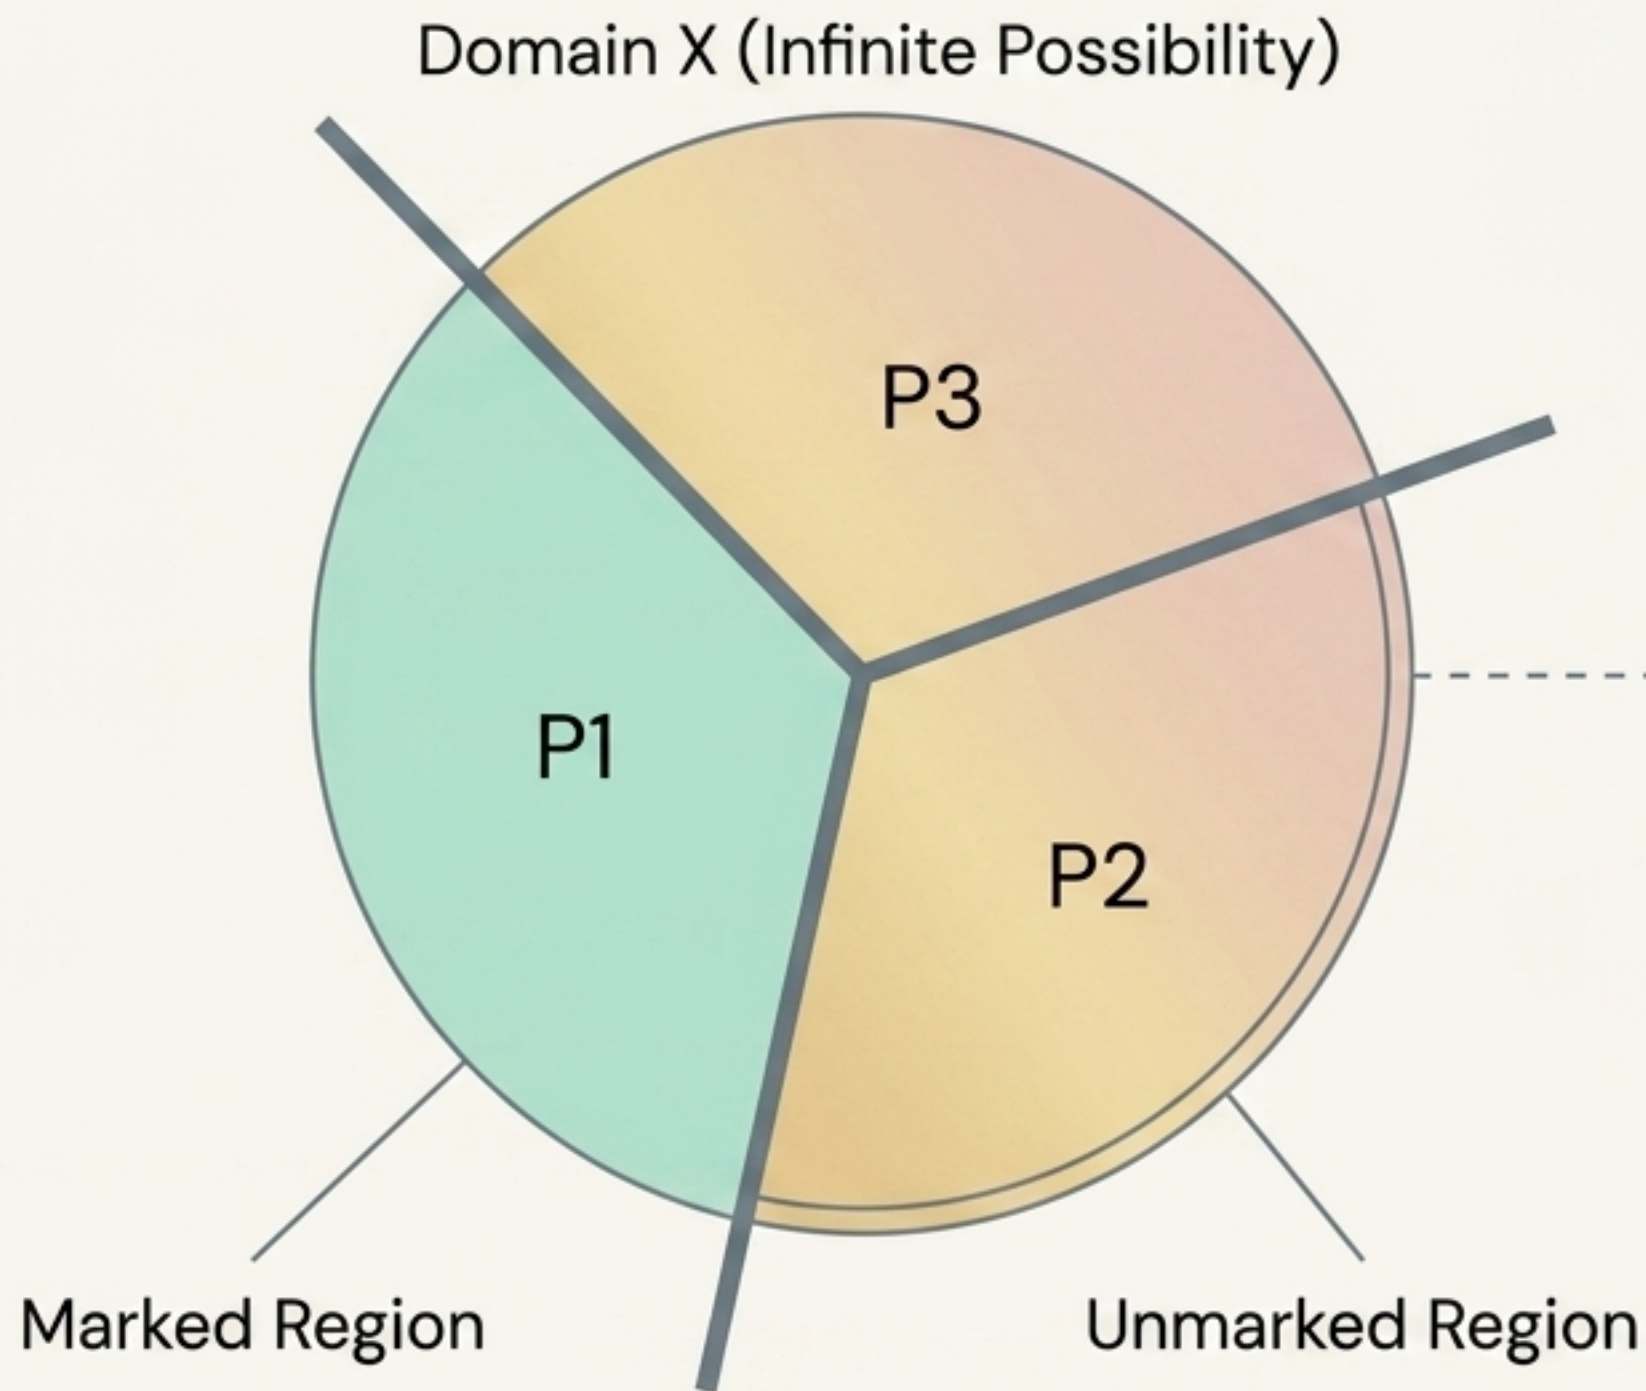 Domain X (Infinite Possibility)
P3
P1
P2
Marked Region
Unmarked Region